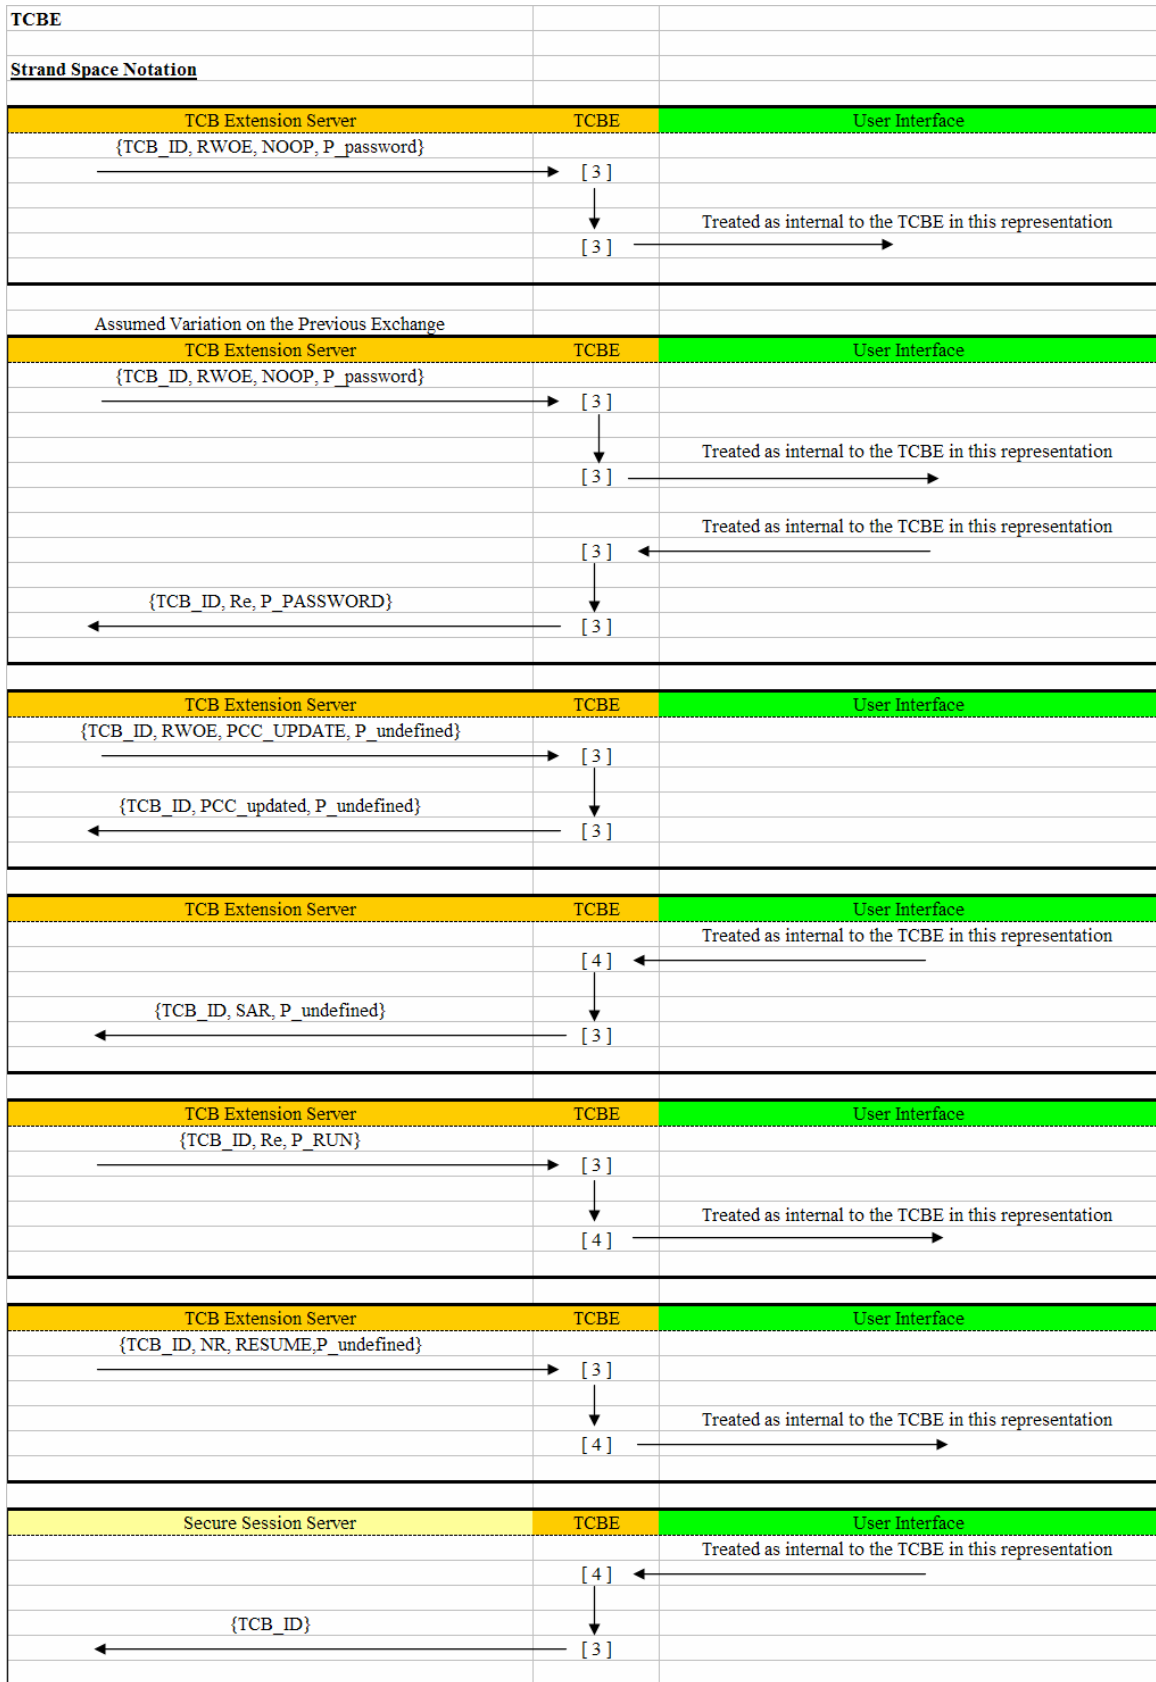 TCBE
Strand Space Notation
TCB Extension Server TCBE User Interface
{TCB_ID, RWOE, NOOP, P_password}
[ 3 ]
Treated as internal to the TCBE in this representation
[ 3 ]
Assumed Variation on the Previous Exchange
TCB Extension Server TCBE User Interface
{TCB_ID, RWOE, NOOP, P_password}
[ 3 ]
Treated as internal to the TCBE in this representation
[ 3 ]
Treated as internal to the TCBE in this representation
[ 3 ]
{TCB_ID, Re, P_PASSWORD}
[ 3 ]
TCB Extension Server TCBE User Interface
{TCB_ID, RWOE, PCC_UPDATE, P_undefined}
[ 3 ]
{TCB_ID, PCC_updated, P_undefined}
[ 3 ]
TCB Extension Server TCBE User Interface
Treated as internal to the TCBE in this representation
[ 4 ]
{TCB_ID, SAR, P_undefined}
[ 3 ]
TCB Extension Server TCBE User Interface
{TCB_ID, Re, P_RUN}
[ 3 ]
Treated as internal to the TCBE in this representation
[ 4 ]
TCB Extension Server TCBE User Interface
{TCB_ID, NR, RESUME,P_undefined}
[ 3 ]
Treated as internal to the TCBE in this representation
[ 4 ]
Secure Session Server TCBE User Interface
Treated as internal to the TCBE in this representation
[ 4 ]
{TCB_ID}
[ 3 ]